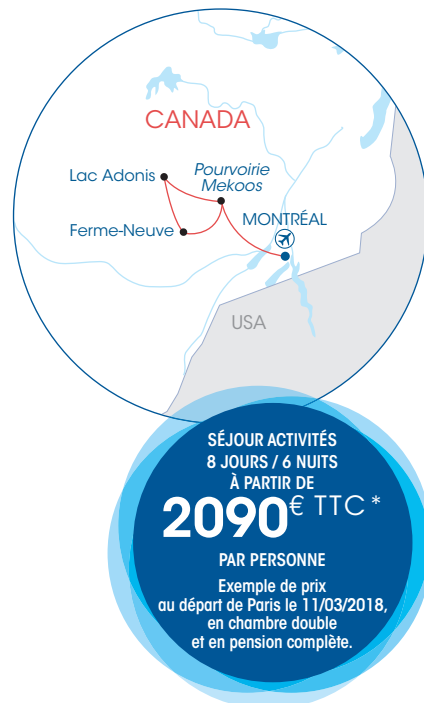 CANADA
Lac Adonis
Pourvoirie
Mekoos
Ferme-Neuve
MONTRÉAL
USA
SÉJOUR ACTIVITÉS
8 JOURS / 6 NUITS
À PARTIR DE
2090€ TTC *
PAR PERSONNE
Exemple de prix
au départ de Paris le 11/03/2018,
en chambre double
et en pension complète.